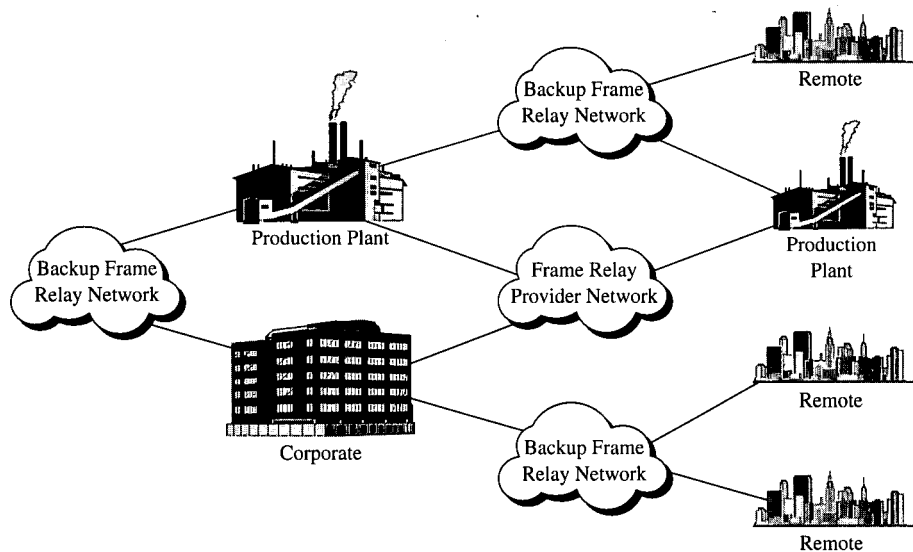 Remote
Backup Frame
Relay Network
Production Plant
Production
Plant
Backup Frame
Relay Network
Frame Relay
Provider Network
Remote
Corporate
Backup Frame
Relay Network
Remote